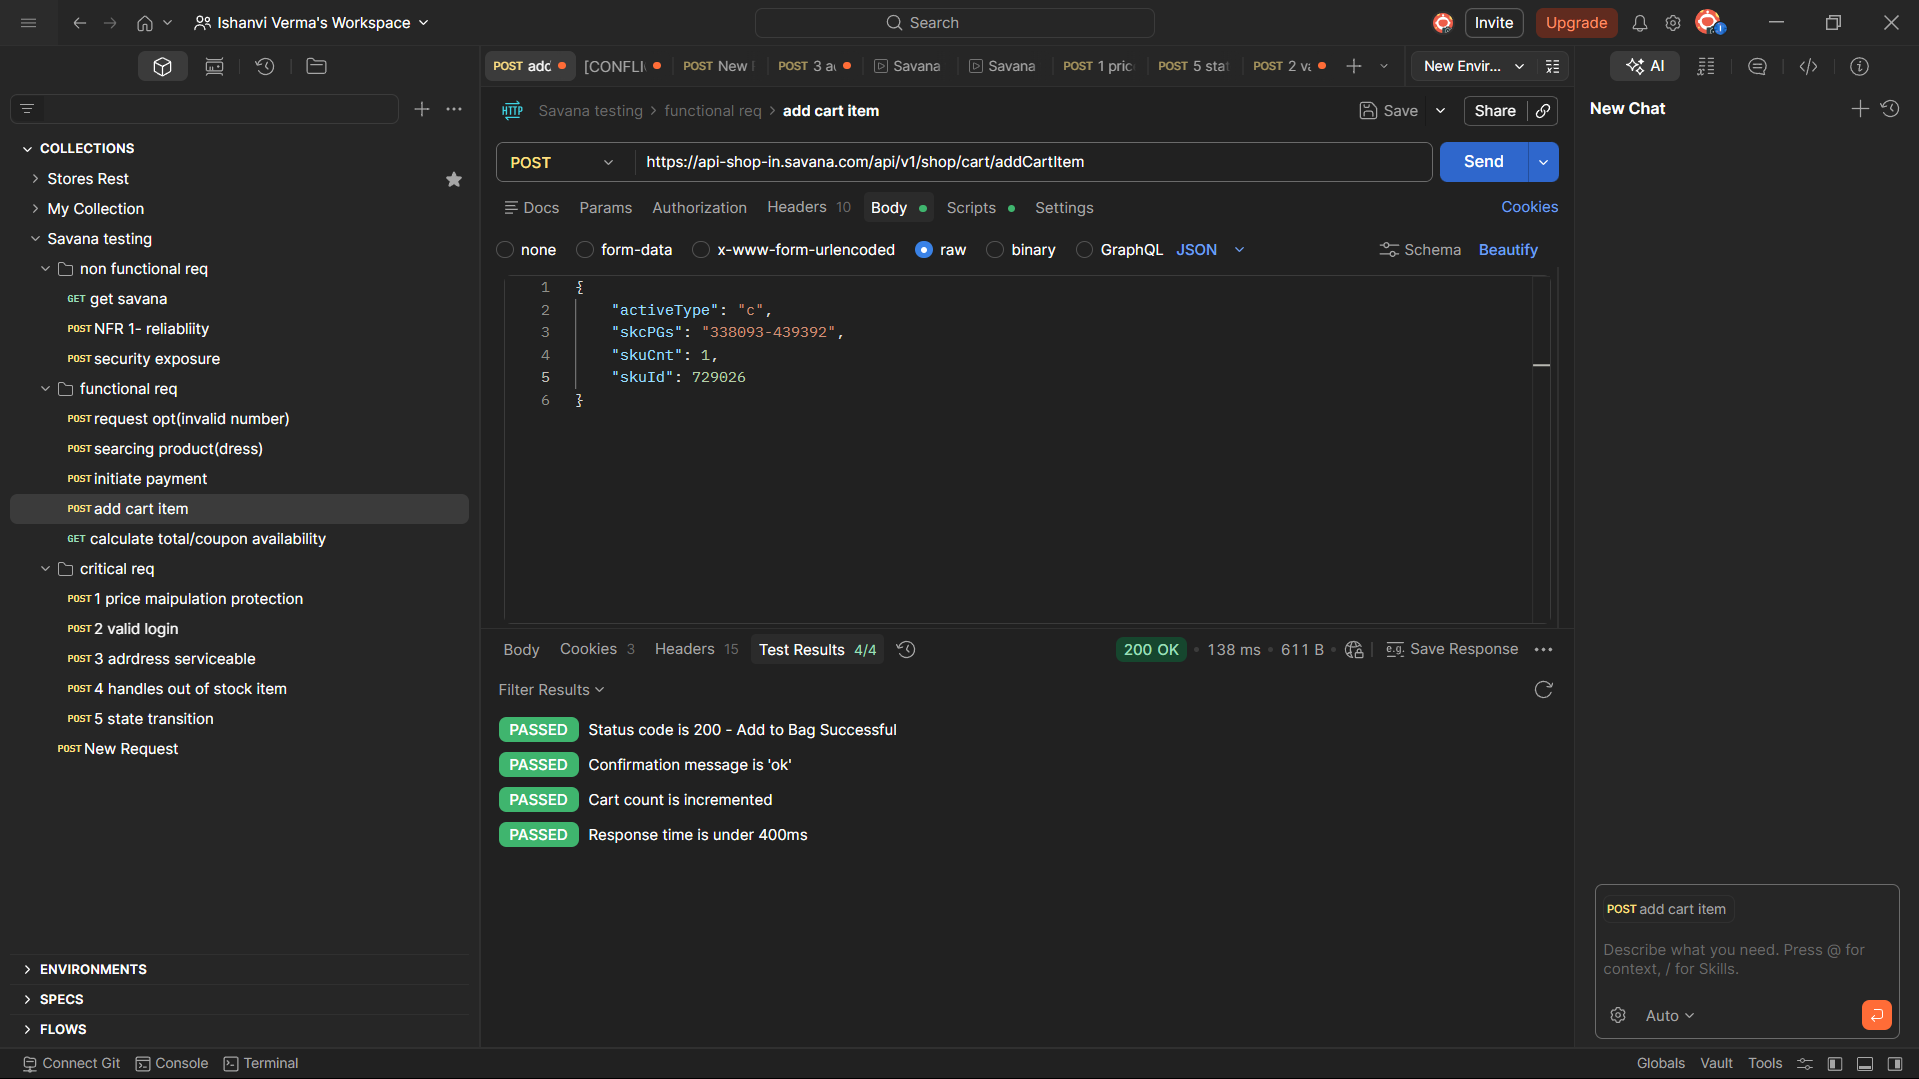 Ishanvi Verma's Workspace
Search
Invite
Upgrade
POST add
[CONFLI
POST New
POST 3 a
Savana
Savana
POST 1 pric
POST 5 stat
POST 2 va
New Envir...
AI
Savana testing > functional req > add cart item
Save
Share
New Chat
COLLECTIONS
Stores Rest
My Collection
Savana testing
non functional req
GET get savana
POST NFR 1- reliabliity
POST security exposure
functional req
POST request opt(invalid number)
POST searcing product(dress)
POST initiate payment
POST add cart item
GET calculate total/coupon availability
critical req
POST 1 price maipulation protection
POST 2 valid login
POST 3 adrdress serviceable
POST 4 handles out of stock item
POST 5 state transition
POST New Request
ENVIRONMENTS
SPECS
FLOWS
POST
https://api-shop-in.savana.com/api/v1/shop/cart/addCartItem
Send
Docs
Params
Authorization
Headers 10
Body
Scripts
Settings
Cookies
none
form-data
x-www-form-urlencoded
raw
binary
GraphQL
JSON
Schema
Beautify
1 {
2 "activeType": "c",
3 "skcPGs": "338093-439392",
4 "skuCnt": 1,
5 "skuId": 729026
6 }
Body
Cookies 3
Headers 15
Test Results 4/4
200 OK
138 ms
611 B
e.g. Save Response
Filter Results
PASSED Status code is 200 - Add to Bag Successful
PASSED Confirmation message is 'ok'
PASSED Cart count is incremented
PASSED Response time is under 400ms
POST add cart item
Describe what you need. Press @ for
context, / for Skills.
Auto
Connect Git
Console
Terminal
Globals
Vault
Tools